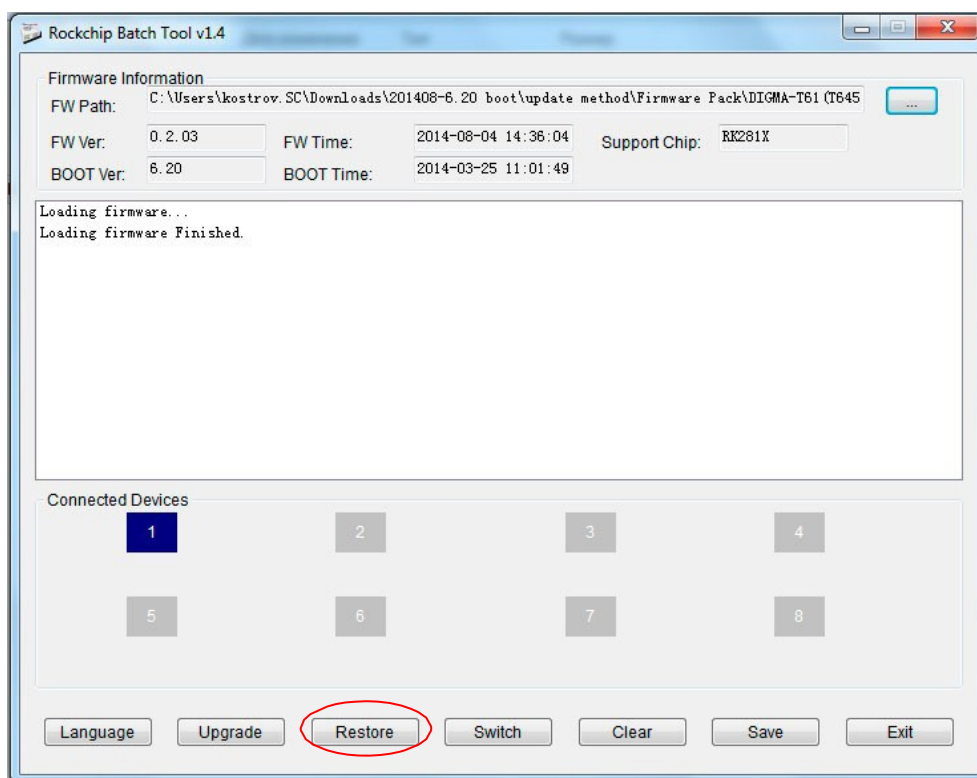 Rockchip Batch Tool v1.4
Firmware Information
FW Path: C:\Users\kostrov.SC\Downloads\201408-6.20 boot\update method\Firmware Pack\DIGMA-T61 (T645 ...
FW Ver: 0.2.03 FW Time: 2014-08-04 14:36:04 Support Chip: RK281X
BOOT Ver: 6.20 BOOT Time: 2014-03-25 11:01:49
Loading firmware...
Loading firmware Finished.
Connected Devices
1 2 3 4
5 6 7 8
Language Upgrade Restore Switch Clear Save Exit